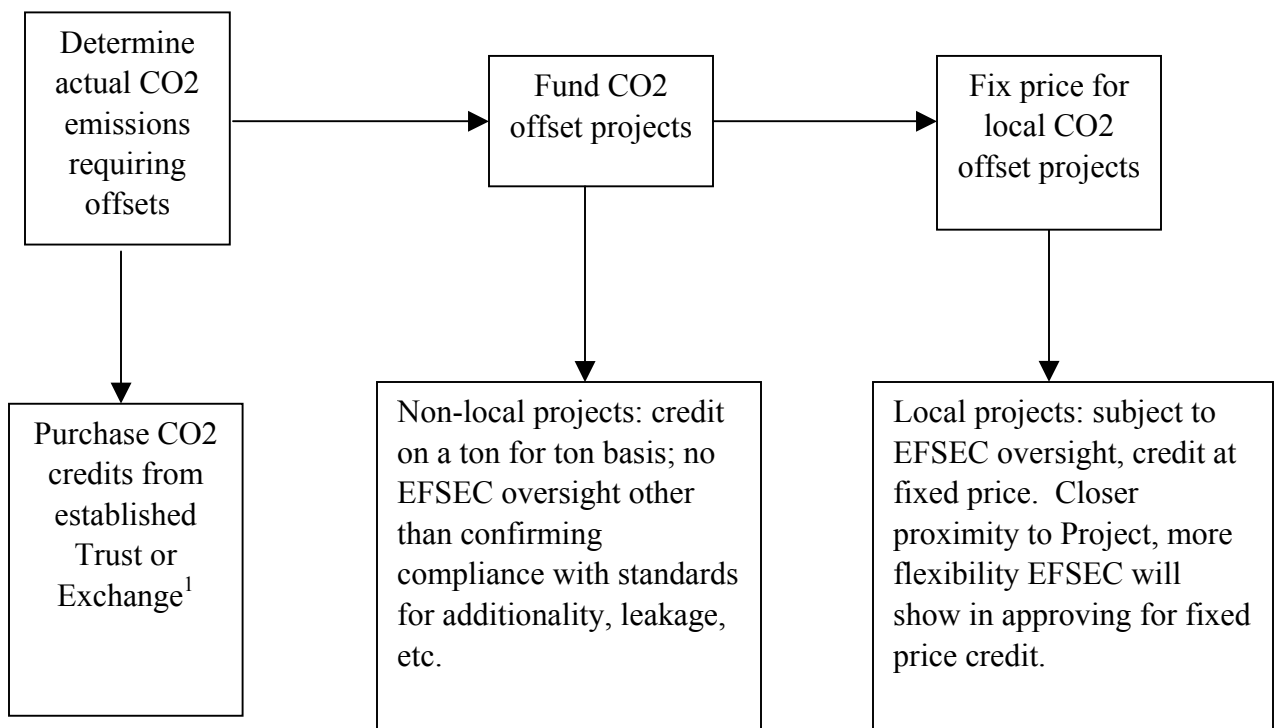 Determine
actual CO2
emissions
requiring
offsets
Fund CO2
offset projects
Fix price for
local CO2
offset projects
Purchase CO2
credits from
established
Trust or
Exchange1
Non-local projects: credit
on a ton for ton basis; no
EFSEC oversight other
than confirming
compliance with standards
for additionality, leakage,
etc.
Local projects: subject to
EFSEC oversight, credit at
fixed price.  Closer
proximity to Project, more
flexibility EFSEC will
show in approving for fixed
price credit.